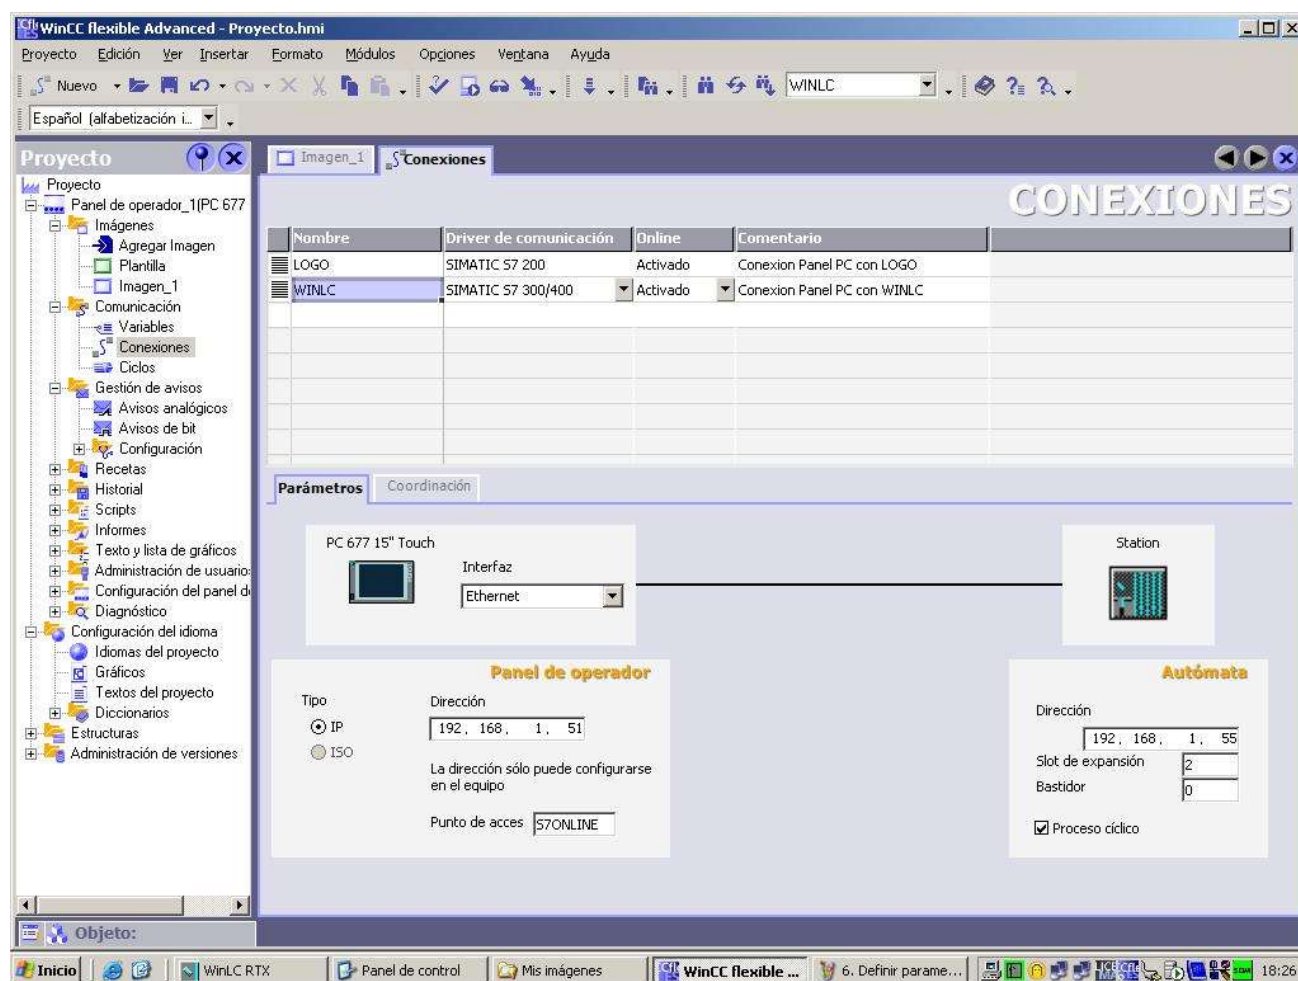 WinCC flexible Advanced - Proyecto.hmi
Proyecto Edición Ver Insertar Formato Módulos Opciones Ventana Ayuda
Nuevo WINLC
Español (alfabetización i...
Proyecto
Imagen_1 Conexiones
CONEXIONES
Proyecto
Panel de operador_1(PC 677
Imágenes
Agregar Imagen
Plantilla
Imagen_1
Comunicación
Variables
Conexiones
Ciclos
Gestión de avisos
Avisos analógicos
Avisos de bit
Configuración
Recetas
Historial
Scripts
Informes
Texto y lista de gráficos
Administración de usuario
Configuración del panel d
Diagnóstico
Configuración del idioma
Idiomas del proyecto
Gráficos
Textos del proyecto
Diccionarios
Estructuras
Administración de versiones
Nombre Driver de comunicación Online Comentario
LOGO SIMATIC S7 200 Activado Conexion Panel PC con LOGO
WINLC SIMATIC S7 300/400 Activado Conexion Panel PC con WINLC
Parámetros Coordinación
PC 677 15" Touch
Interfaz
Ethernet
Station
Panel de operador
Tipo Dirección
IP 192. 168. 1. 51
ISO
La dirección sólo puede configurarse
en el equipo
Punto de acces S7ONLINE
Autómata
Dirección
192. 168. 1. 55
Slot de expansión 2
Bastidor 0
Proceso cíclico
Objeto:
Inicio WinLC RTX Panel de control Mis imágenes WinCC flexible ... 6. Definir parame... 18:26